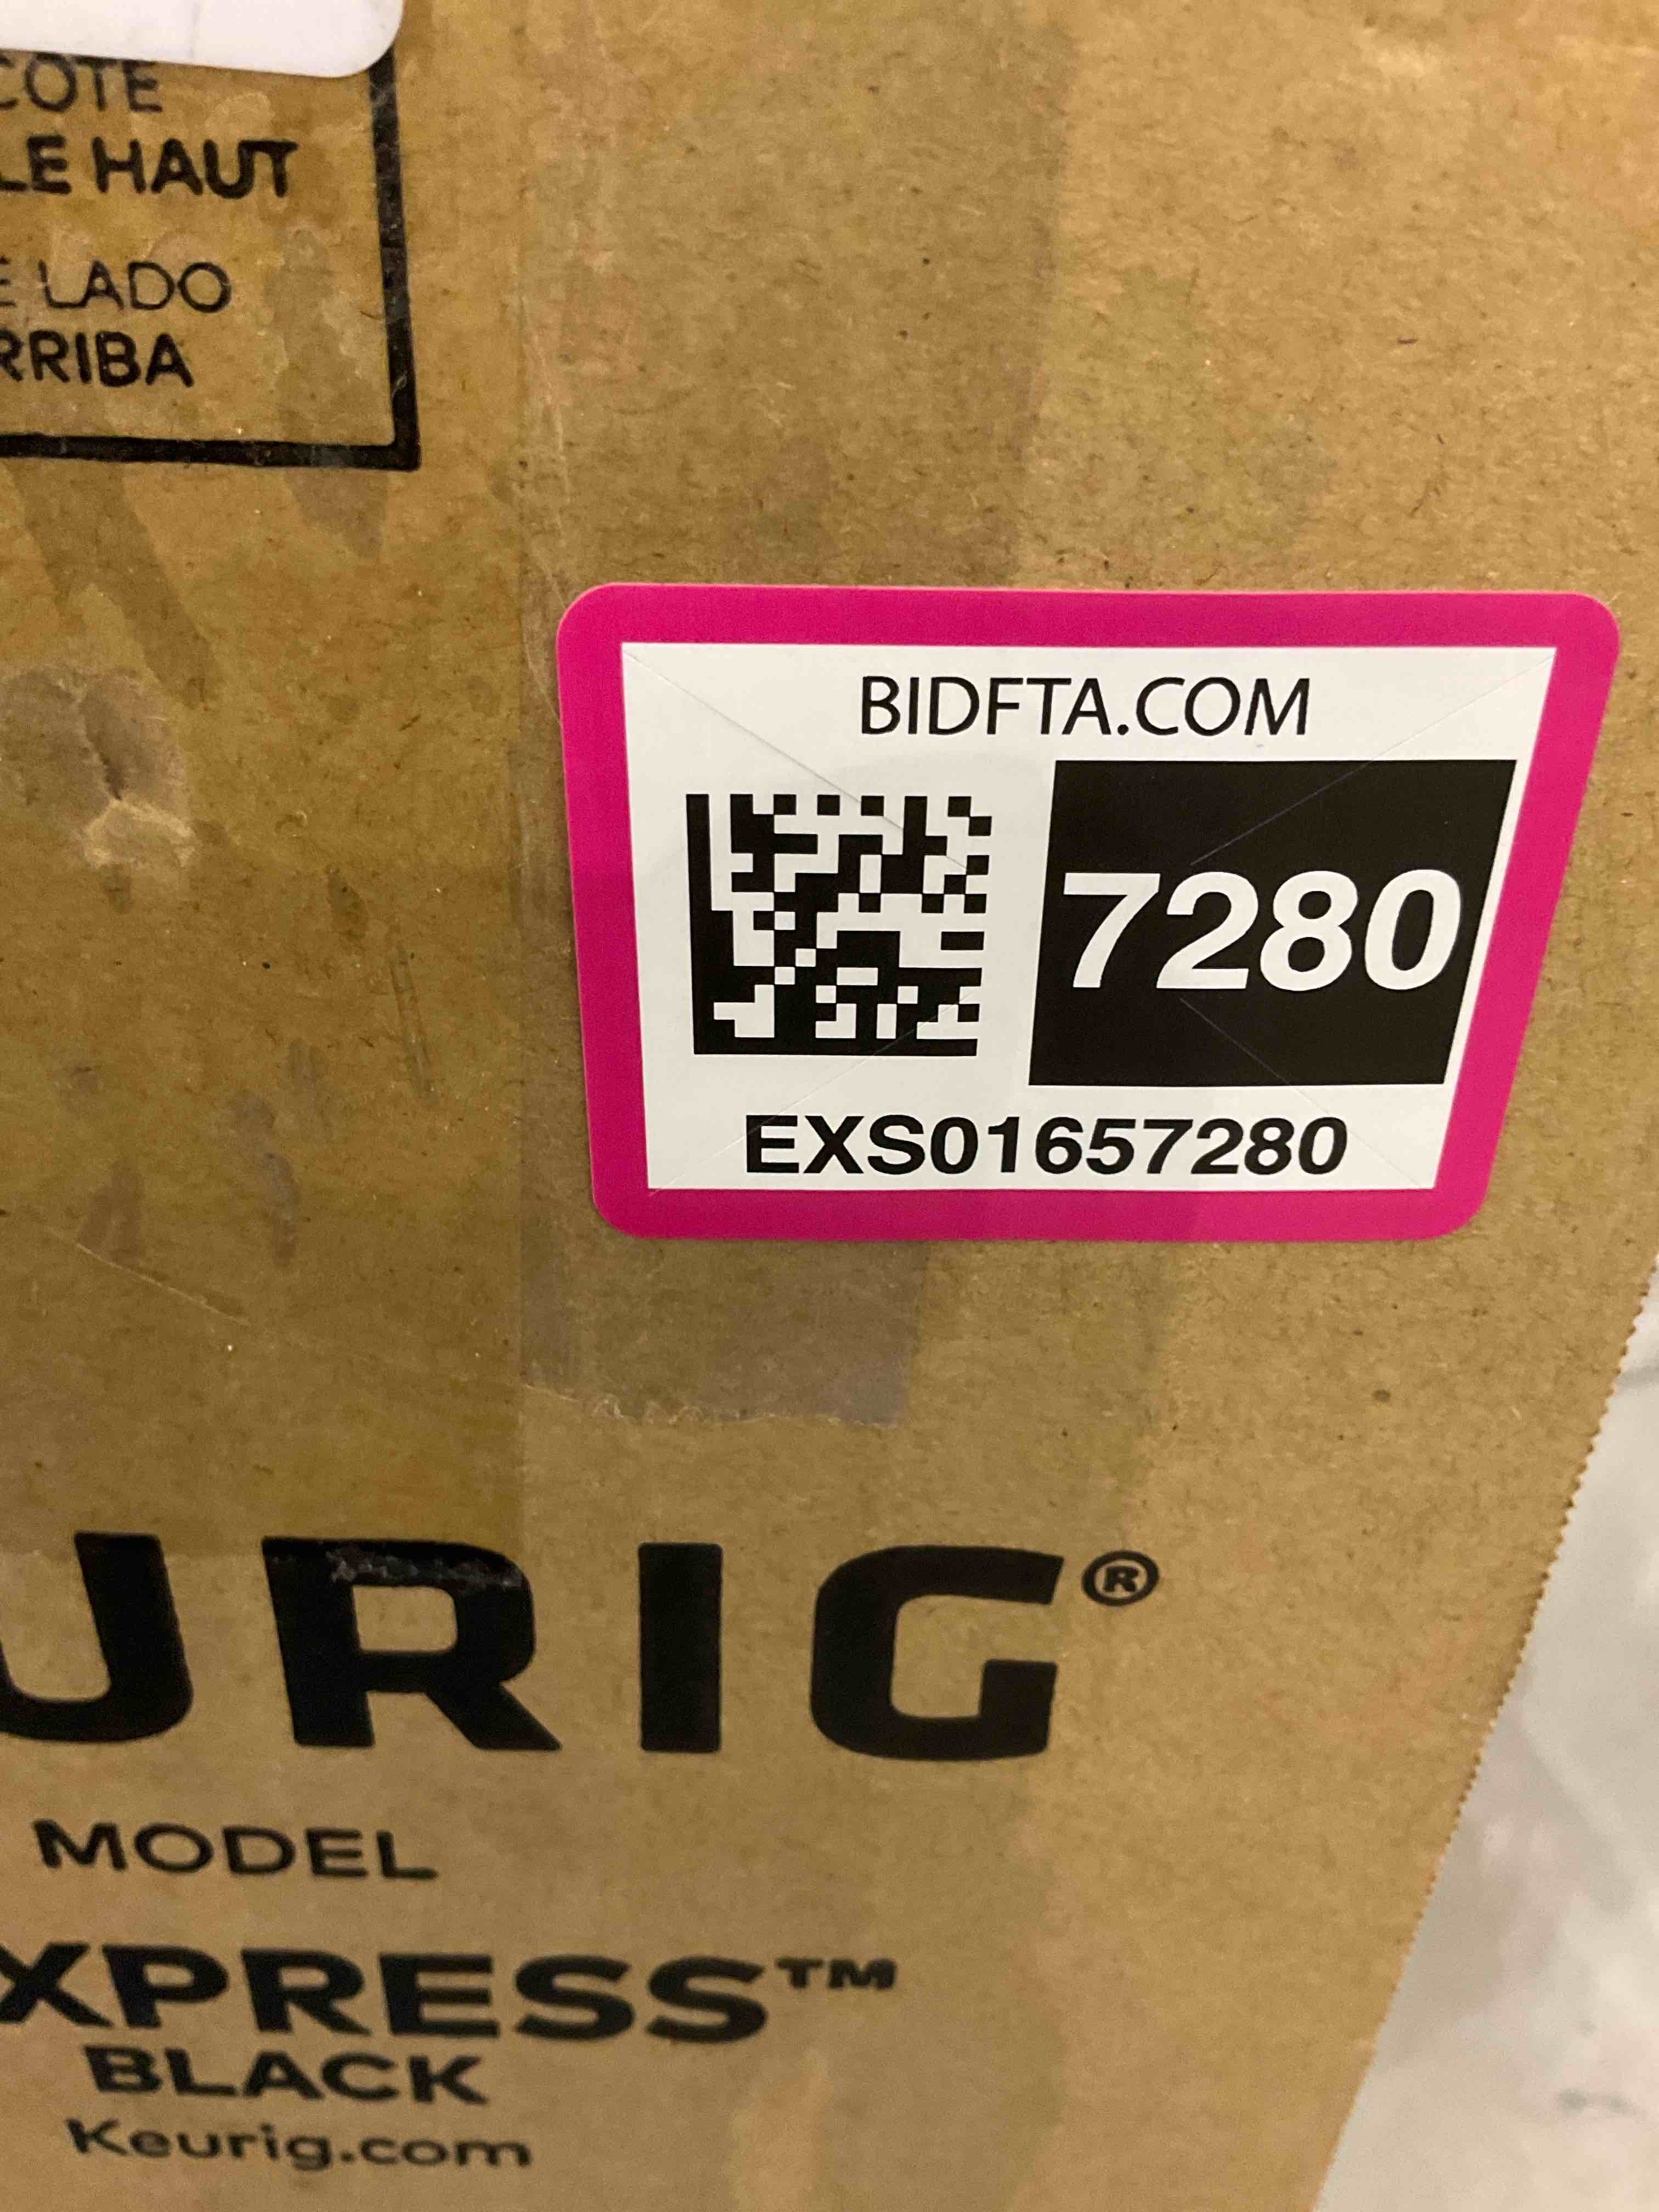 COTE
LE HAUT
E LADO
RRIBA
BIDFTA.COM
7280
EXS01657280
URIG®
MODEL
XPRESS™
BLACK
Keurig.com